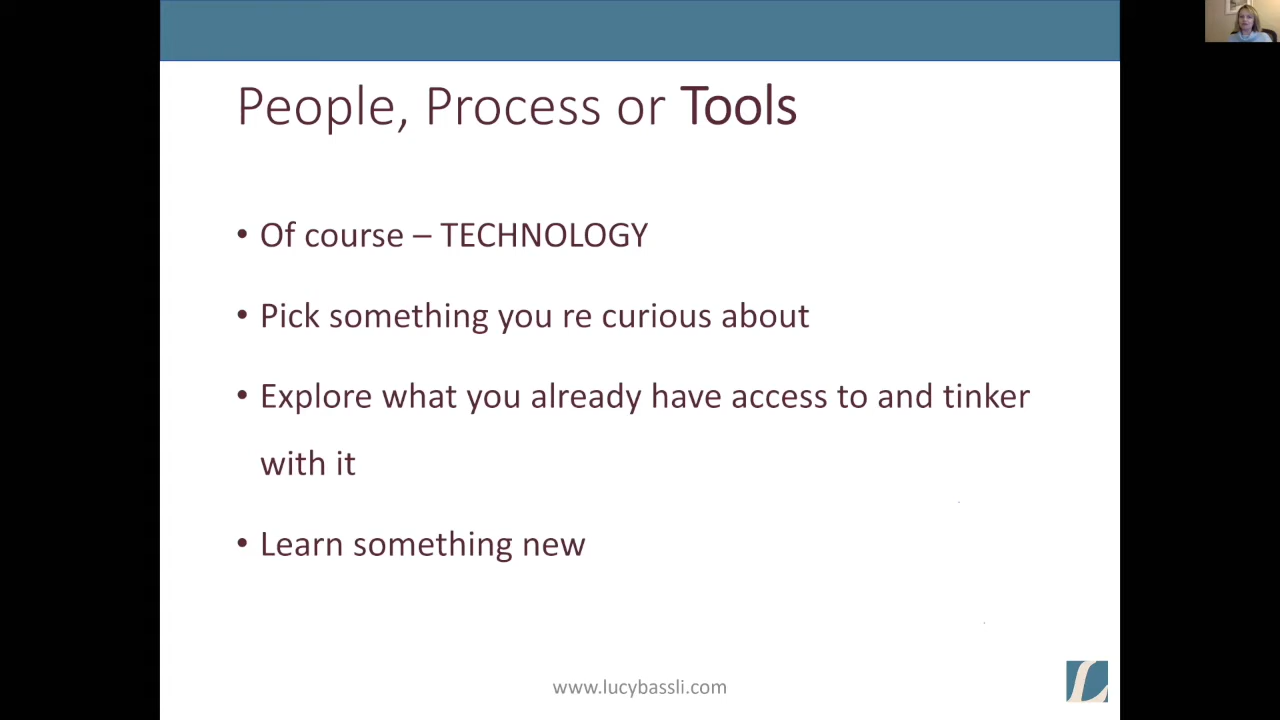 People, Process or Tools
• Of course – TECHNOLOGY
• Pick something you re curious about
• Explore what you already have access to and tinker
with it
• Learn something new
www.lucybassli.com